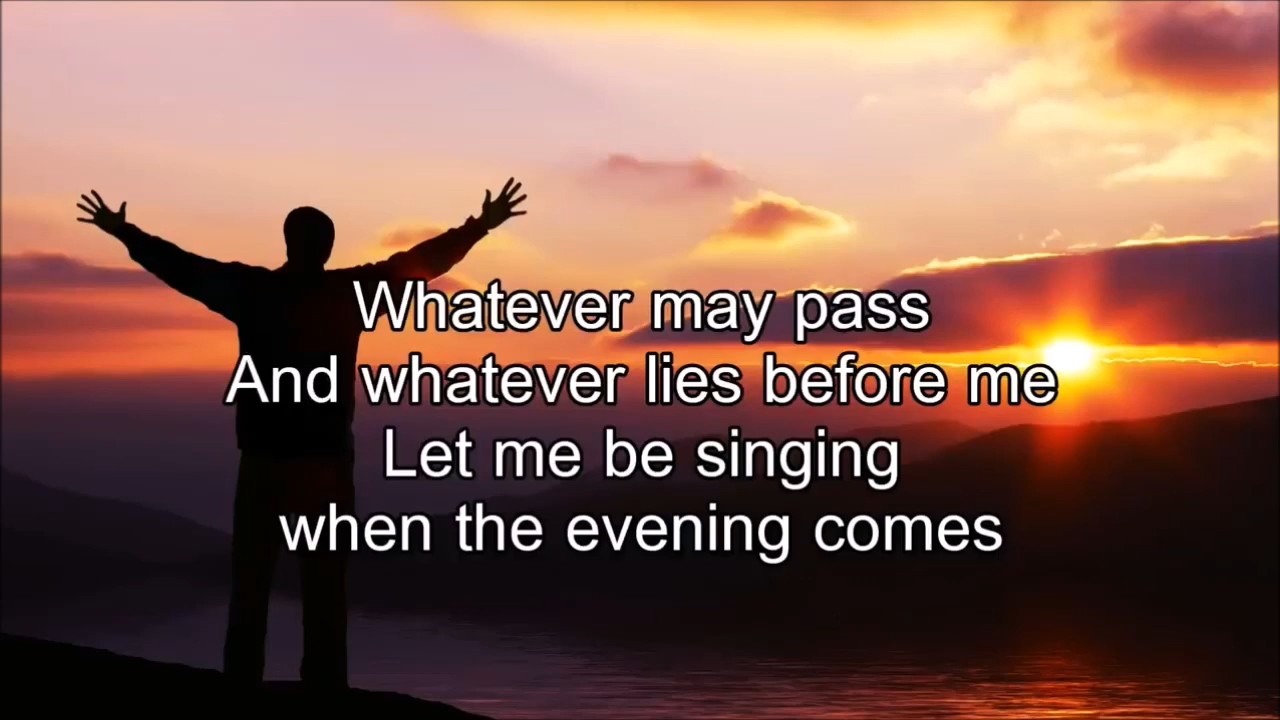 Whatever may pass
And whatever lies before me
Let me be singing
when the evening comes